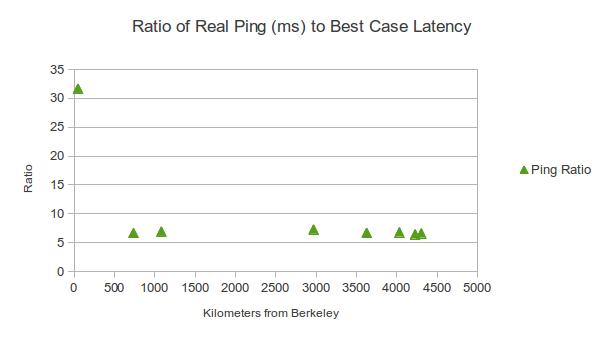 Ratio of Real Ping (ms) to Best Case Latency
35
30
25
20
15
10
5
0
Ratio
0 500 1000 1500 2000 2500 3000 3500 4000 4500 5000
Kilometers from Berkeley
Ping Ratio